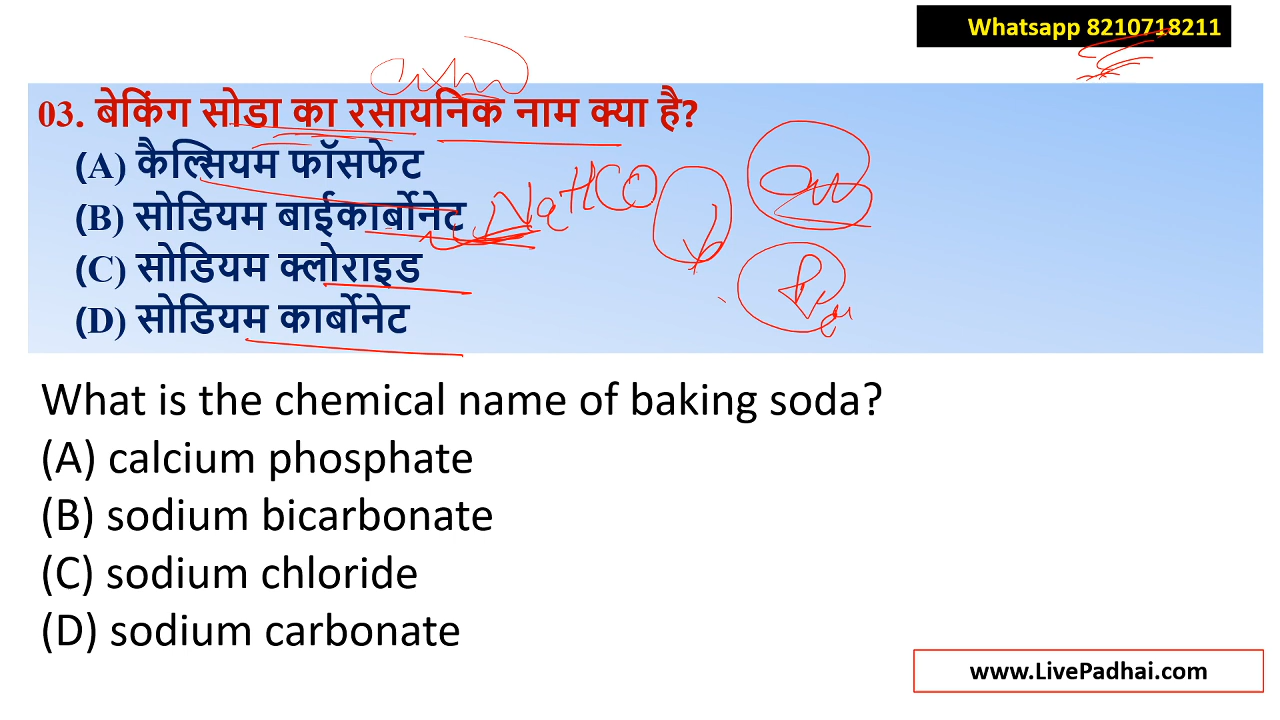 Whatsapp 8210718211
03. बेकिंग सोडा का रसायनिक नाम क्या है?
(A) कैल्सियम फॉसफेट
(B) सोडियम बाईकार्बोनेट NaHCO
(C) सोडियम क्लोराइड
(D) सोडियम कार्बोनेट
What is the chemical name of baking soda?
(A) calcium phosphate
(B) sodium bicarbonate
(C) sodium chloride
(D) sodium carbonate
www.LivePadhai.com